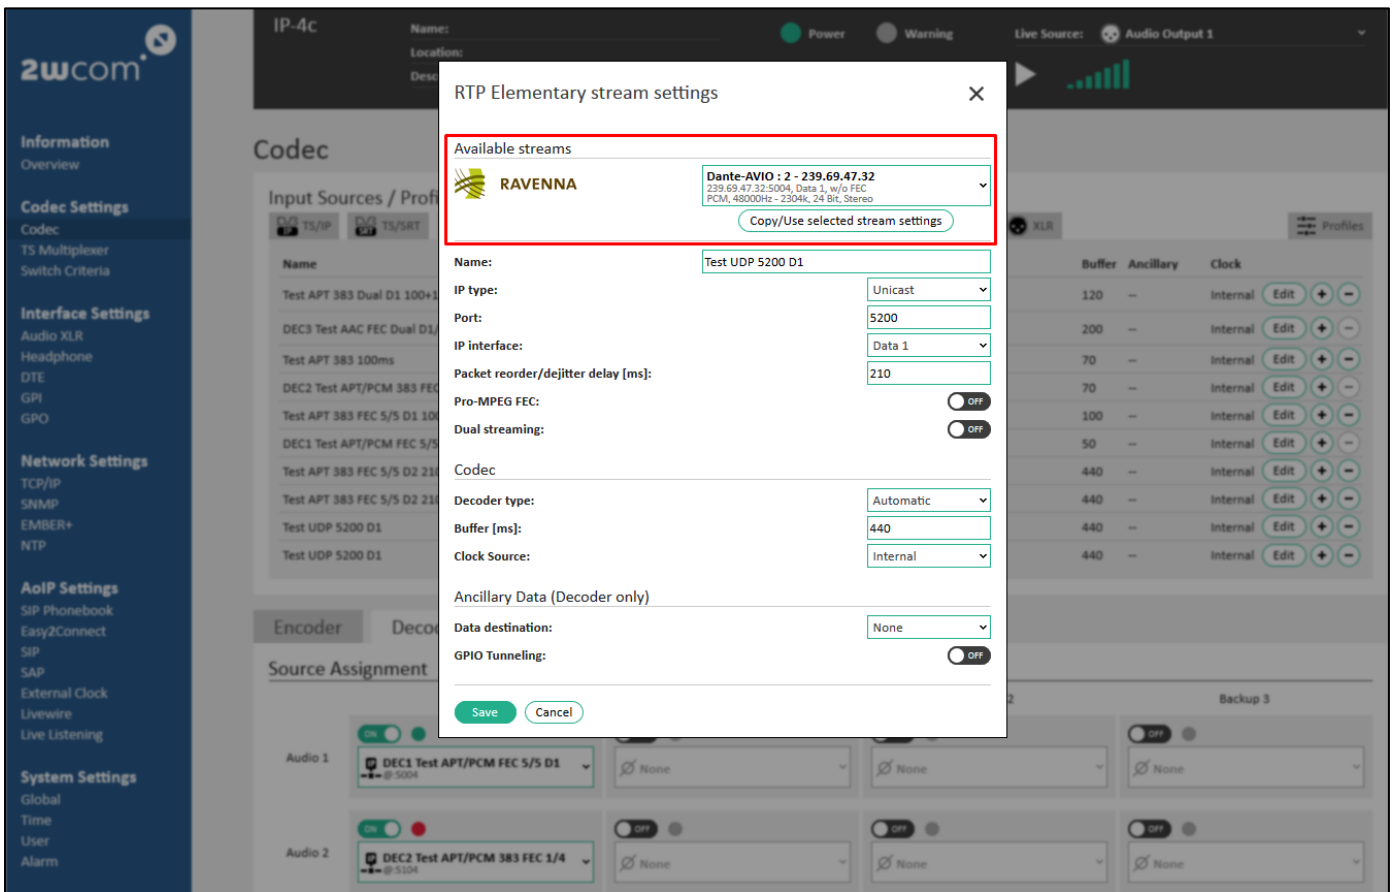 IP-4c
Name:
Power
Warning
Live Source:
Audio Output 1
Location:
2wcom
Information
Overview
Codec Settings
Codec
TS Multiplexer
Switch Criteria
Interface Settings
Audio XLR
Headphone
DTE
GPI
GPO
Network Settings
TCP/IP
SNMP
EMBER+
NTP
AoIP Settings
SIP Phonebook
Easy2Connect
SIP
SAP
External Clock
Livewire
Live Listening
System Settings
Global
Time
User
Alarm
Codec
Input Sources / Profi
TS/IP
TS/SRT
XLR
Profiles
Name
Buffer Ancillary Clock
Test APT 383 Dual D1 100+1
120 -- Internal Edit + −
DEC3 Test AAC FEC Dual D1/
200 -- Internal Edit + −
Test APT 383 100ms
70 -- Internal Edit + −
DEC2 Test APT/PCM 383 FEC
70 -- Internal Edit + −
Test APT 383 FEC 5/5 D1 100
100 -- Internal Edit + −
DEC1 Test APT/PCM FEC 5/5
50 -- Internal Edit + −
Test APT 383 FEC 5/5 D2 210
440 -- Internal Edit + −
Test APT 383 FEC 5/5 D2 210
440 -- Internal Edit + −
Test UDP 5200 D1
440 -- Internal Edit + −
Test UDP 5200 D1
440 -- Internal Edit + −
RTP Elementary stream settings
Available streams
RAVENNA
Dante-AVIO : 2 - 239.69.47.32
239.69.47.32:5004, Data 1, w/o FEC
PCM, 48000Hz - 2304k, 24 Bit, Stereo
Copy/Use selected stream settings
Name: Test UDP 5200 D1
IP type: Unicast
Port: 5200
IP interface: Data 1
Packet reorder/dejitter delay [ms]: 210
Pro-MPEG FEC: OFF
Dual streaming: OFF
Codec
Decoder type: Automatic
Buffer [ms]: 440
Clock Source: Internal
Ancillary Data (Decoder only)
Data destination: None
GPIO Tunneling: OFF
Save Cancel
Encoder
Deco
Source Assignment
2
Backup 3
Audio 1
ON
OFF
DEC1 Test APT/PCM FEC 5/5 D1
@:5004
None
None
None
Audio 2
ON
OFF
OFF
OFF
DEC2 Test APT/PCM 383 FEC 1/4
@:5104
None
None
None